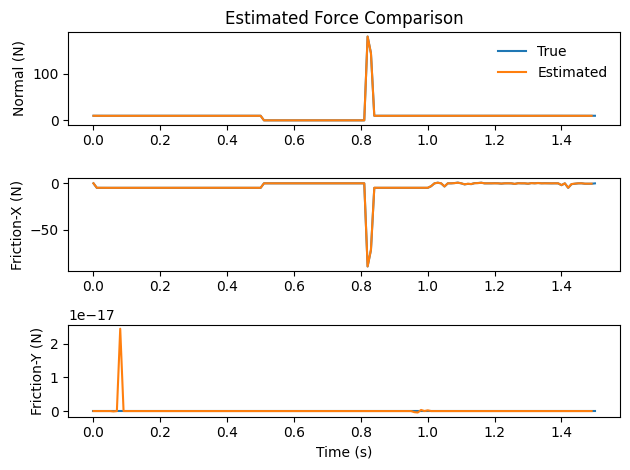 Estimated Force Comparison
Normal (N)
100
0
True
Estimated
0.0 0.2 0.4 0.6 0.8 1.0 1.2 1.4
Friction-X (N)
0
−50
0.0 0.2 0.4 0.6 0.8 1.0 1.2 1.4
1e−17
Friction-Y (N)
2
1
0
0.0 0.2 0.4 0.6 0.8 1.0 1.2 1.4
Time (s)